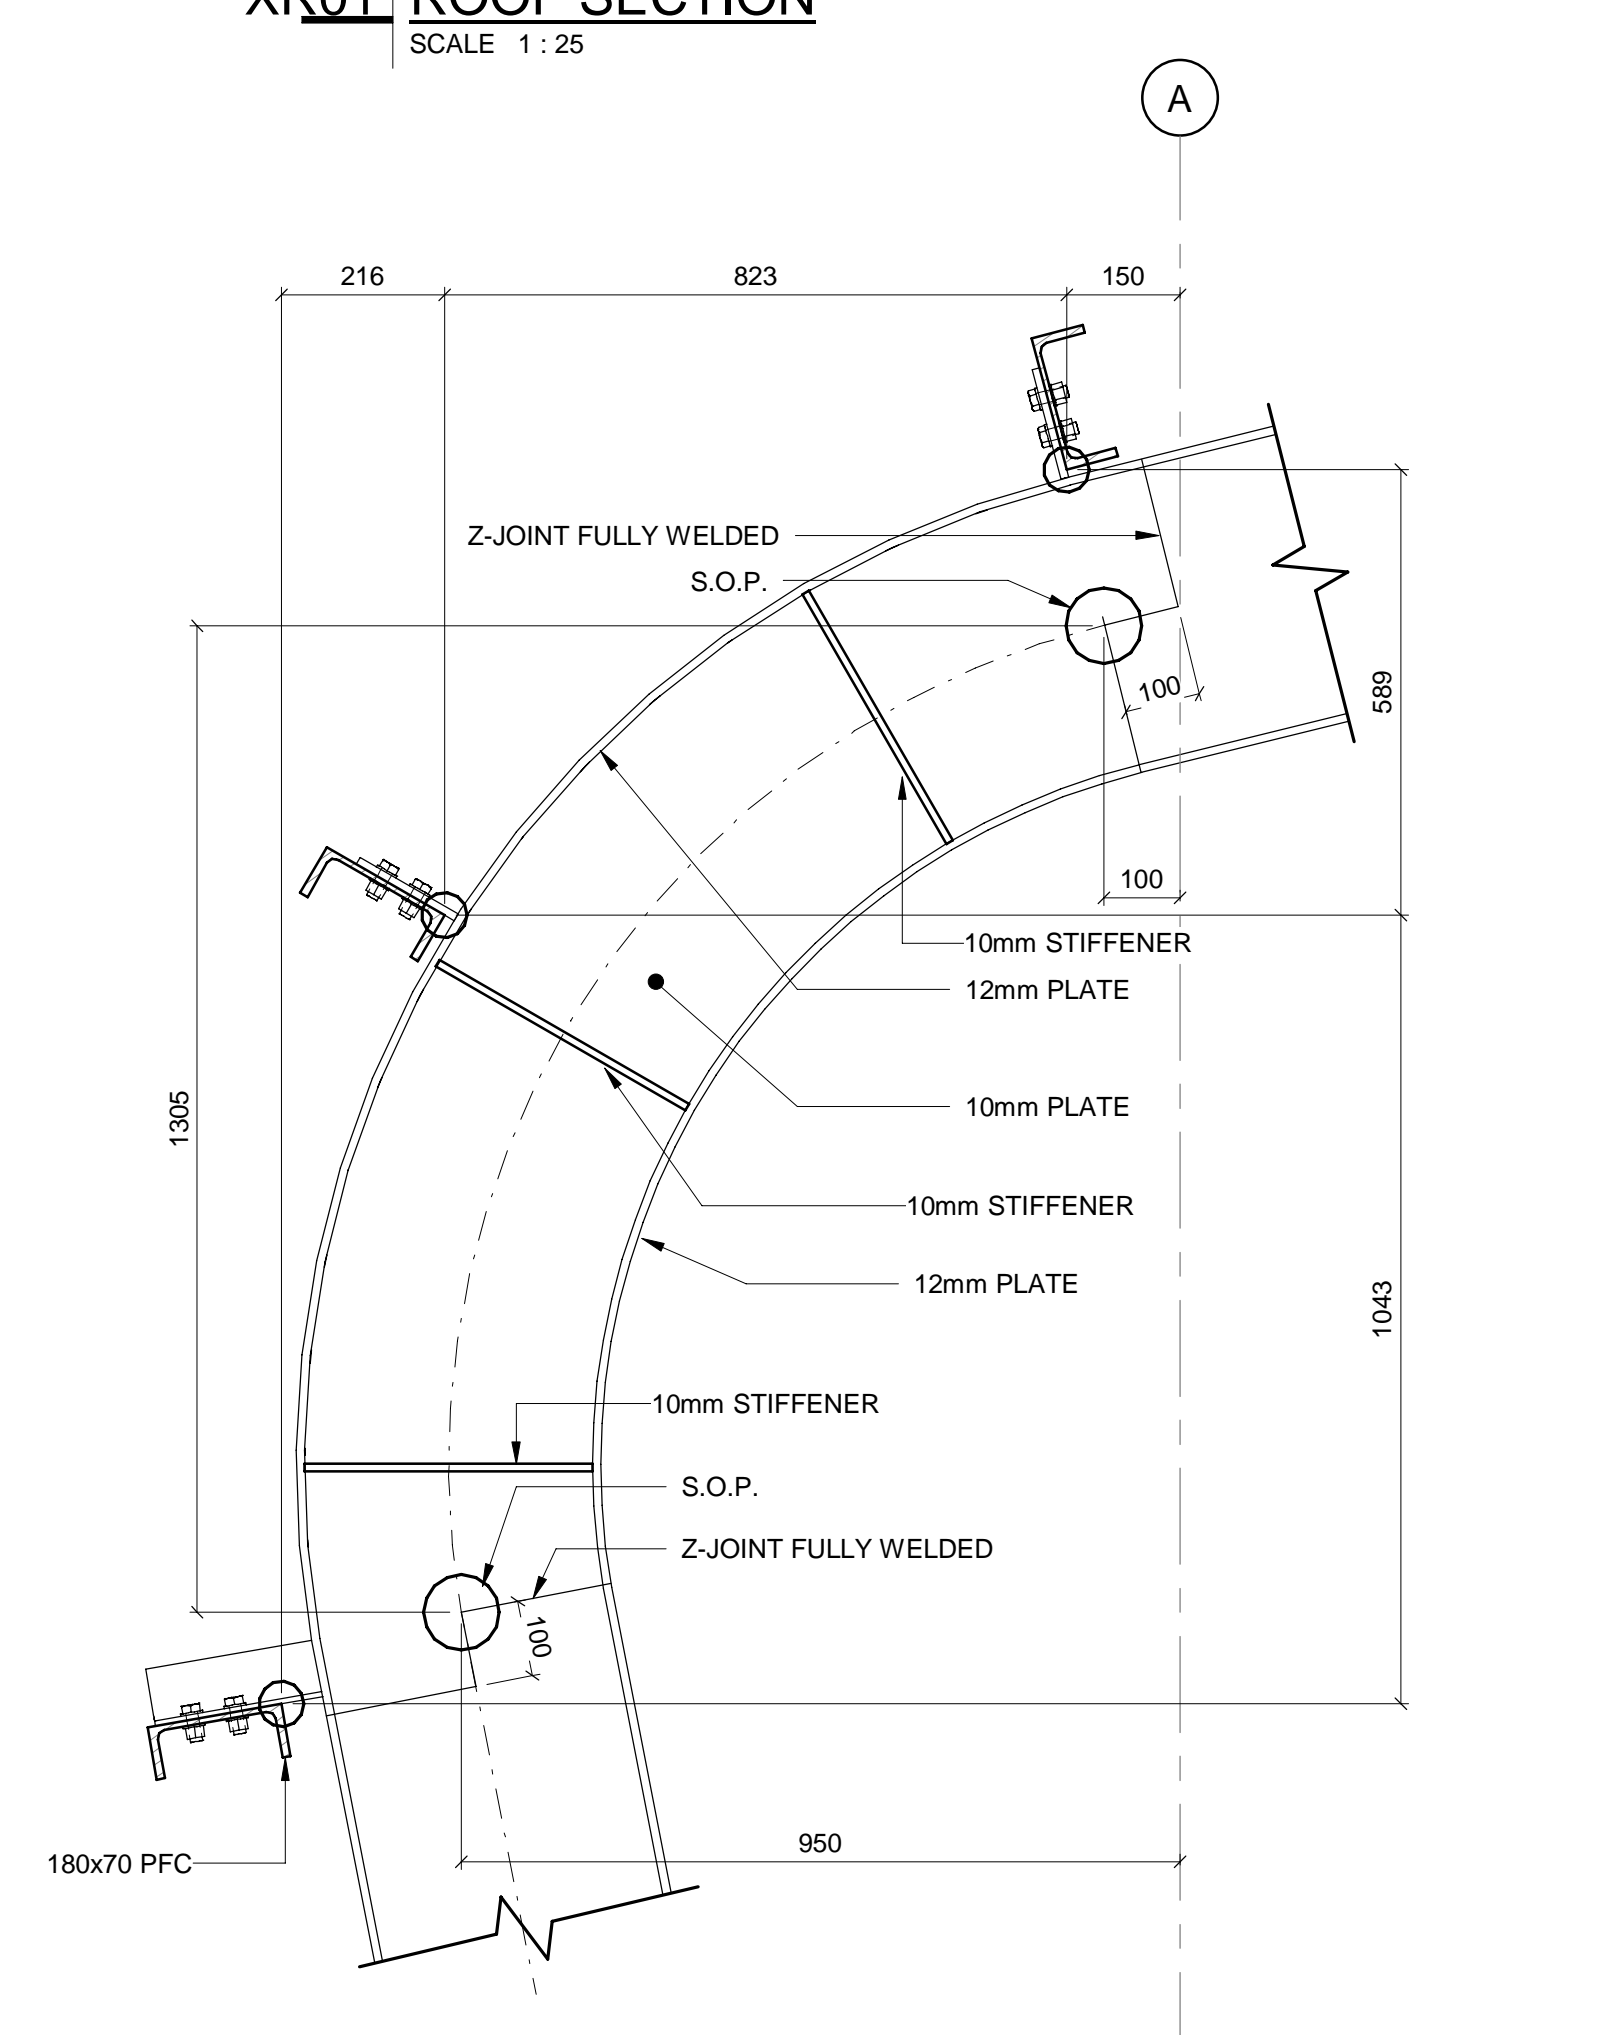 ROOF SECTION
SCALE 1 : 25
A
216
823
150
Z-JOINT FULLY WELDED
S.O.P.
100
589
100
10mm STIFFENER
12mm PLATE
1305
10mm PLATE
10mm STIFFENER
12mm PLATE
1043
10mm STIFFENER
S.O.P.
Z-JOINT FULLY WELDED
100
950
180x70 PFC